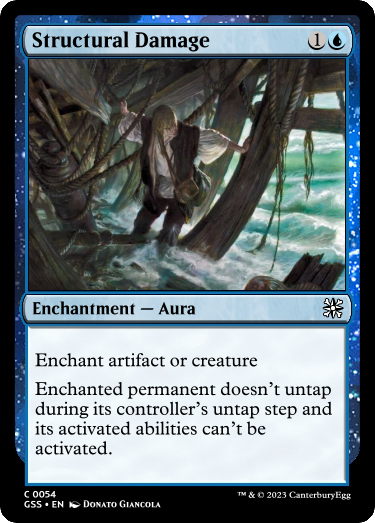 Structural Damage 1
Enchantment — Aura
Enchant artifact or creature
Enchanted permanent doesn't untap
during its controller's untap step and
its activated abilities can't be
activated.
C 0054
GSS • EN Donato Giancola
™ & © 2023 CanterburyEgg